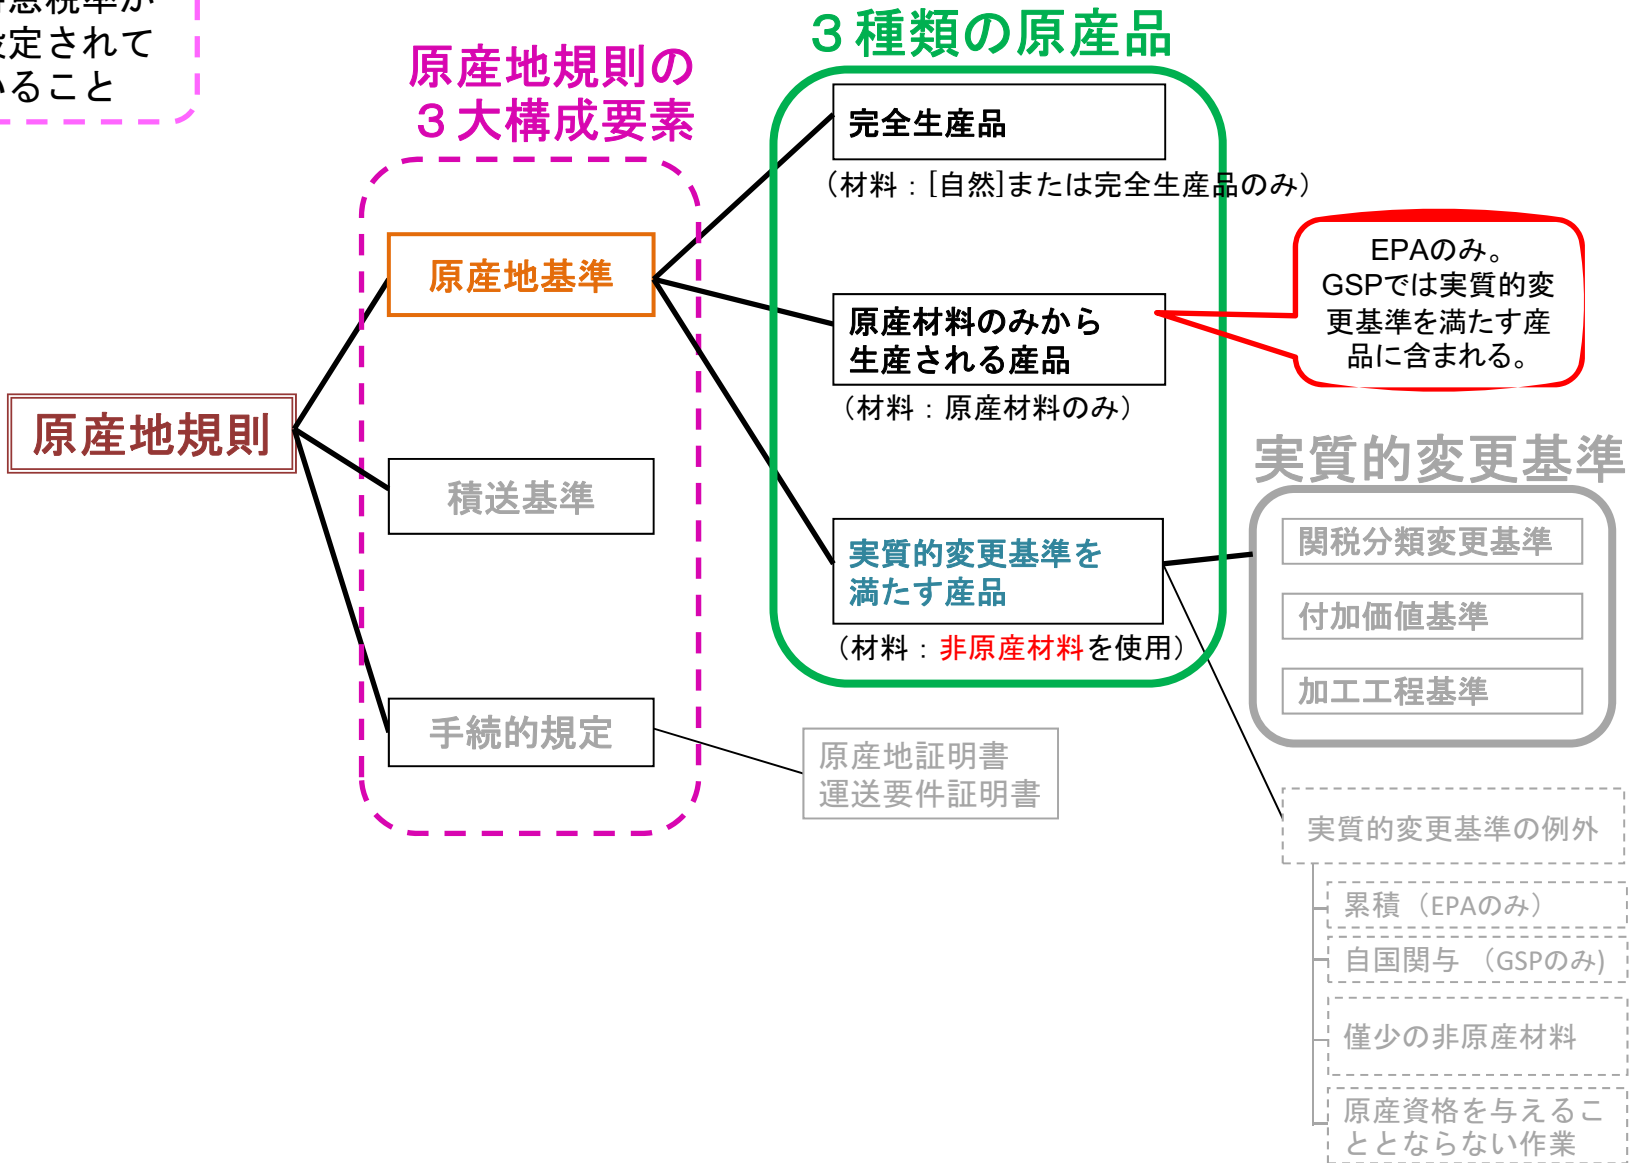 設定されて
いること
３種類の原産品
原産地規則の
３大構成要素
完全生産品
（材料：[自然]または完全生産品のみ）
原産地基準
原産材料のみから
生産される産品
（材料：原産材料のみ）
EPAのみ。
GSPでは実質的変
更基準を満たす産
品に含まれる。
原産地規則
積送基準
実質的変更基準を
満たす産品
（材料：非原産材料を使用）
実質的変更基準
関税分類変更基準
付加価値基準
加工工程基準
手続的規定
原産地証明書
運送要件証明書
実質的変更基準の例外
累積（EPAのみ）
自国関与 （GSPのみ)
僅少の非原産材料
原産資格を与えるこ
ととならない作業